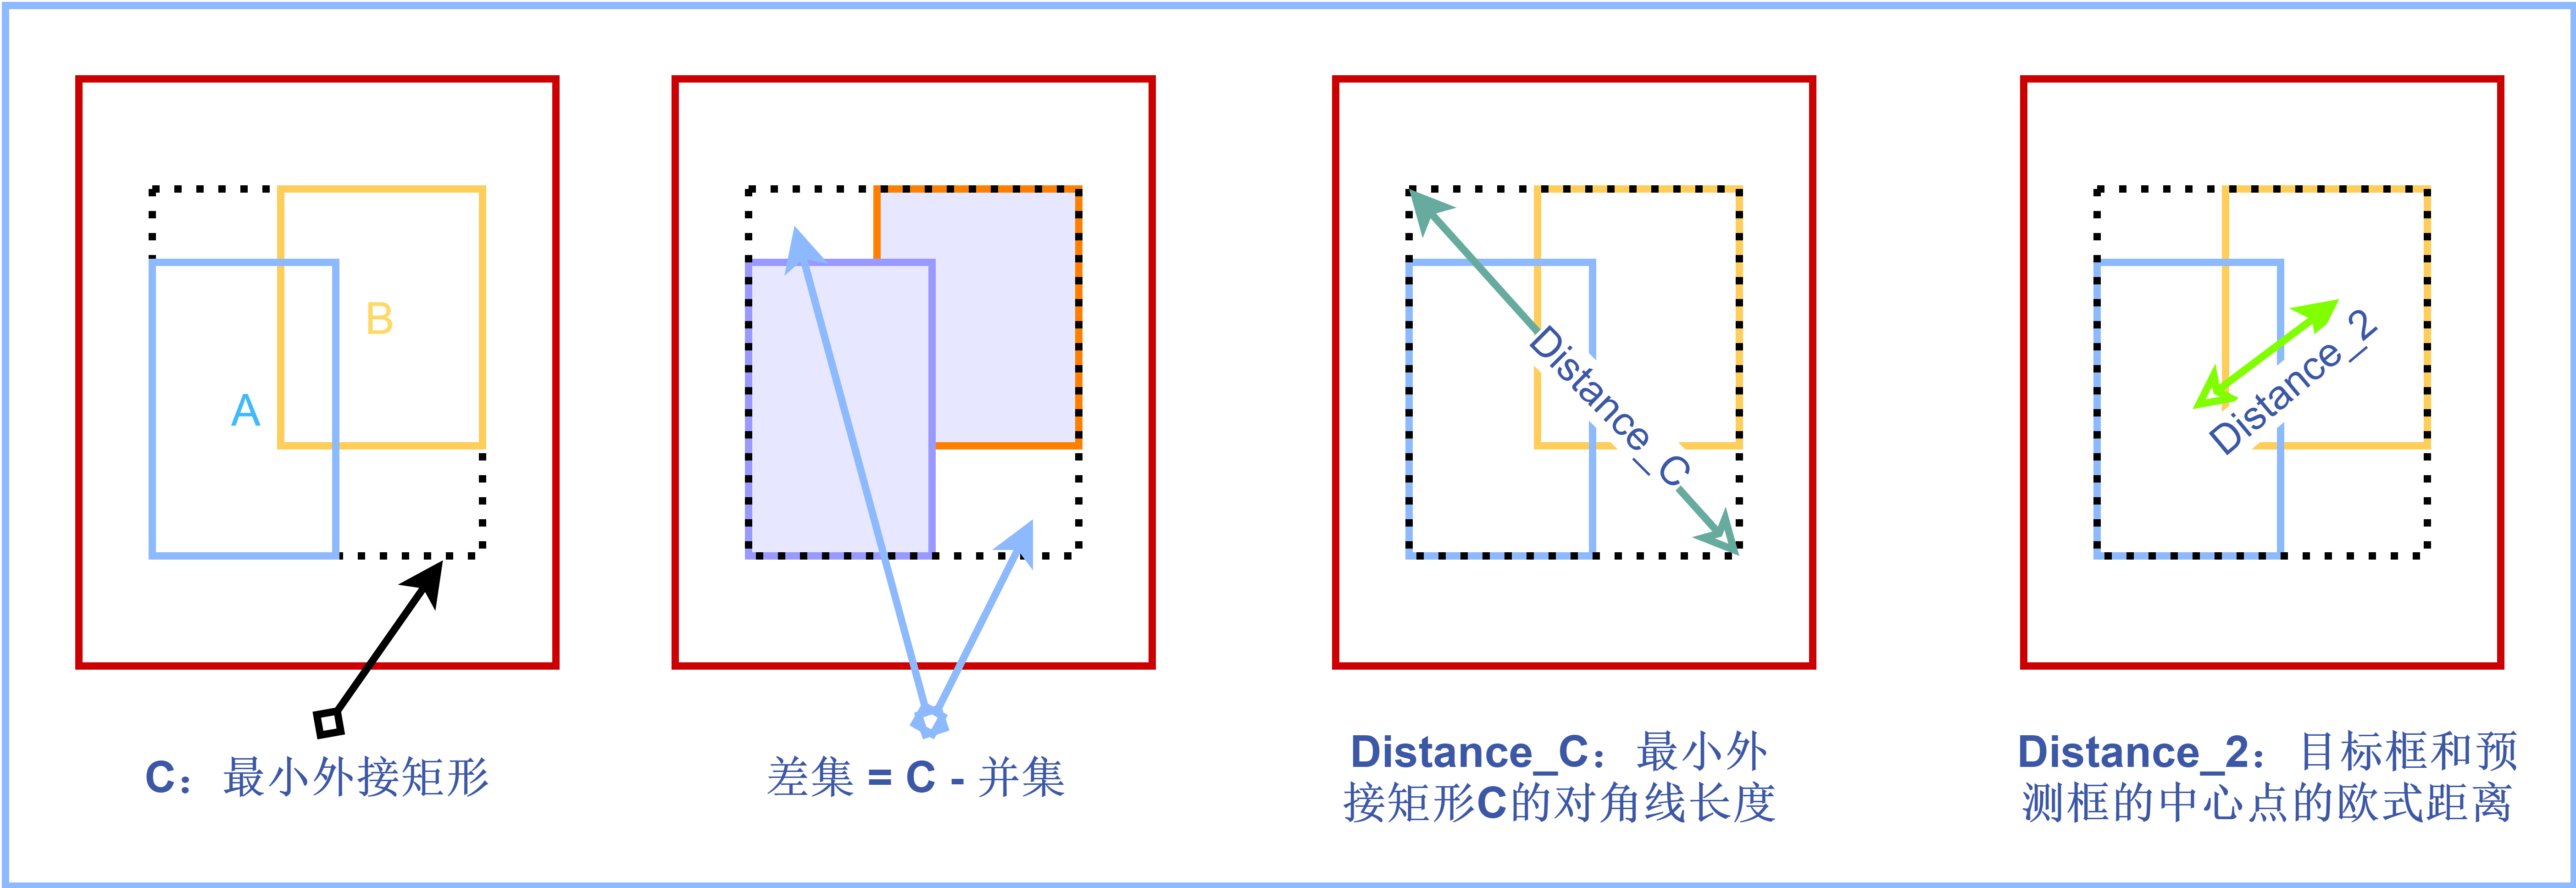 A
B
C：最小外接矩形
差集 = C - 并集
Distance_C
Distance_C：最小外
接矩形C的对角线长度
Distance_2
Distance_2：目标框和预
测框的中心点的欧式距离